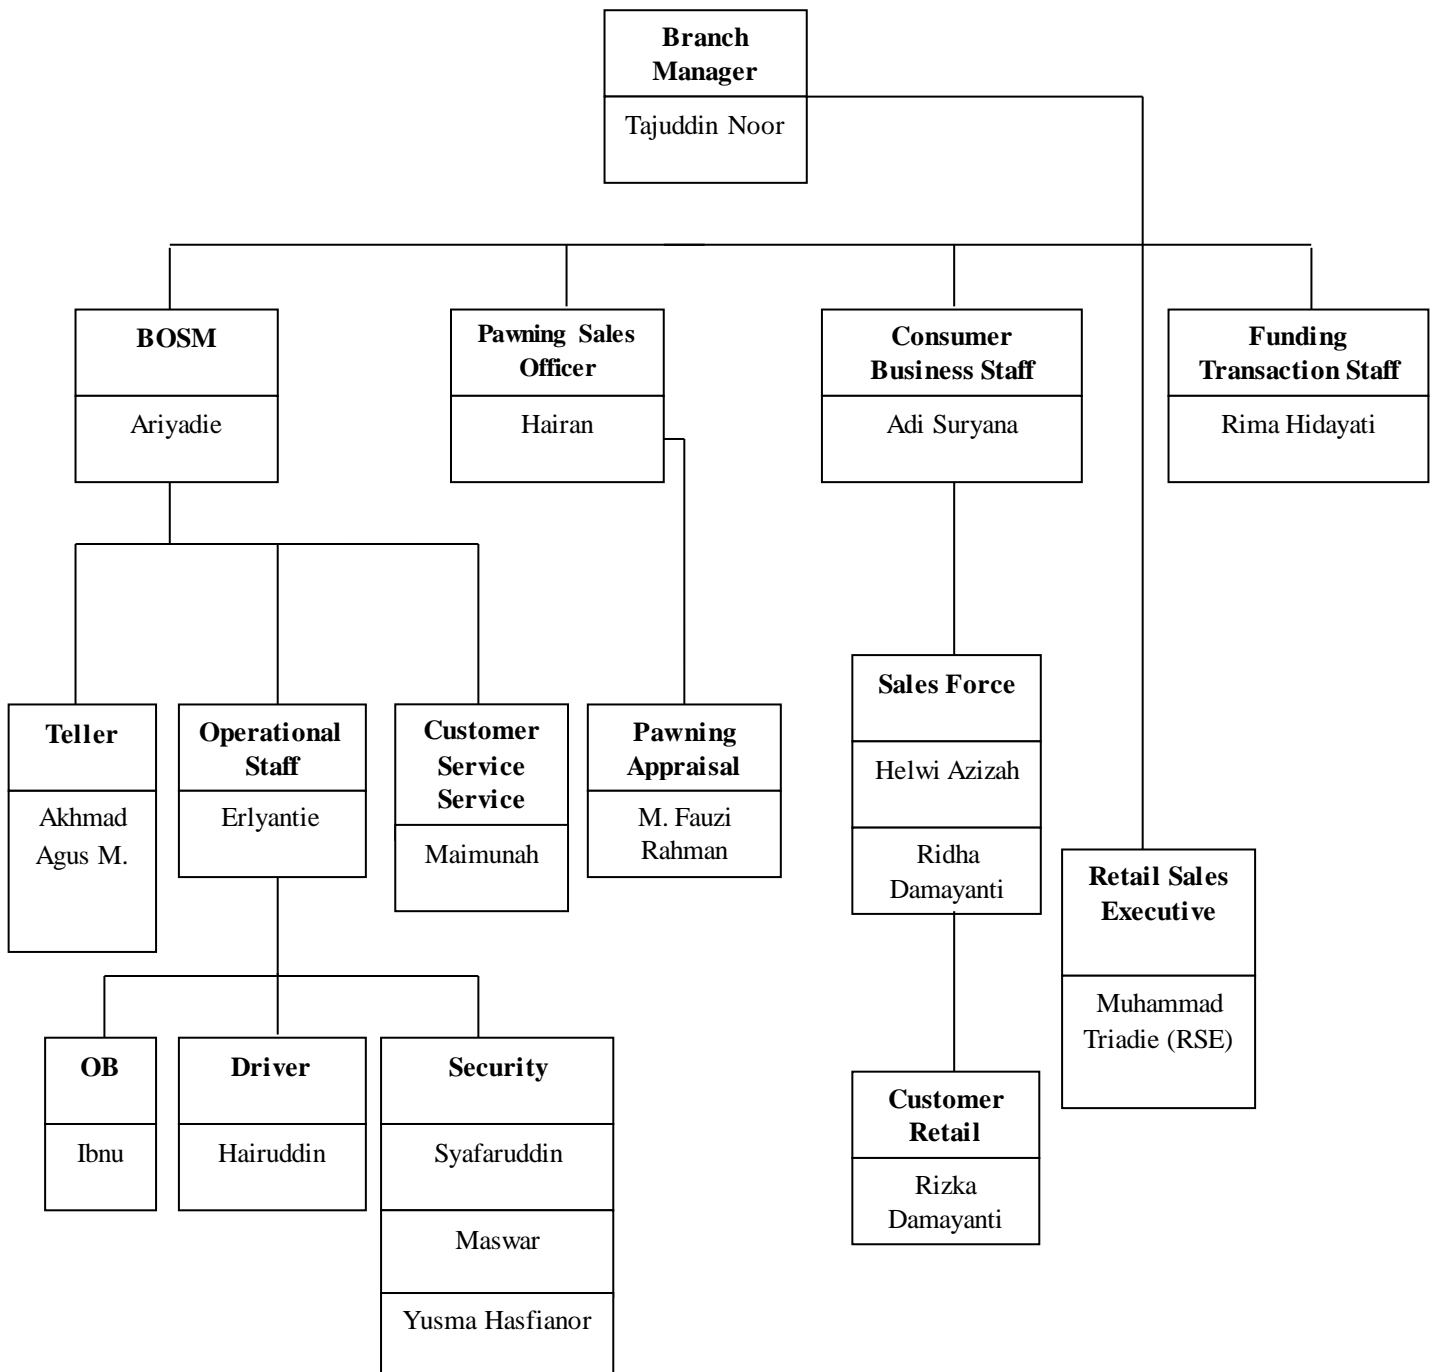 Branch
Manager
Tajuddin Noor
BOSM
Ariyadie
Pawning Sales
Officer
Hairan
Consumer
Business Staff
Adi Suryana
Funding
Transaction Staff
Rima Hidayati
Teller
Akhmad
Agus M.
Operational
Staff
Erlyantie
Customer
Service
Service
Maimunah
Pawning
Appraisal
M. Fauzi
Rahman
Sales Force
Helwi Azizah
Ridha
Damayanti
Retail Sales
Executive
Muhammad
Triadie (RSE)
OB
Ibnu
Driver
Hairuddin
Security
Syafaruddin
Maswar
Yusma Hasfianor
Customer
Retail
Rizka
Damayanti